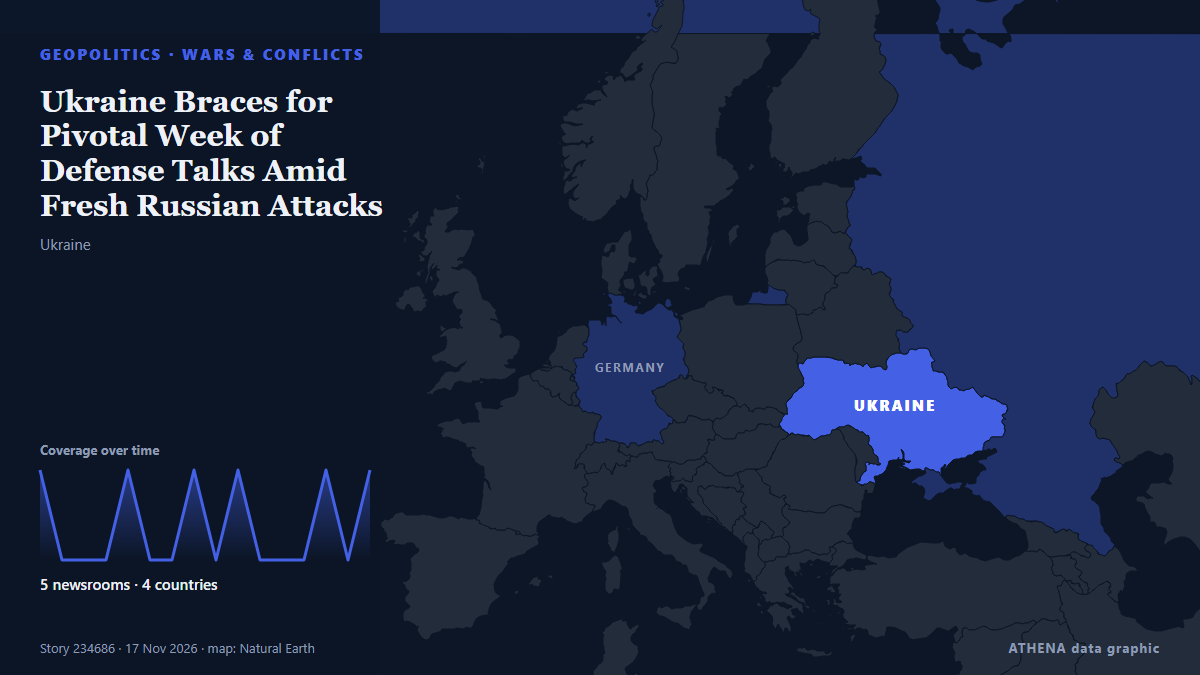 GEOPOLITICS · WARS & CONFLICTS
Ukraine Braces for
Pivotal Week of
Defense Talks Amid
Fresh Russian Attacks
Ukraine
GERMANY
UKRAINE
Coverage over time
5 newsrooms · 4 countries
Story 234686 · 17 Nov 2026 · map: Natural Earth
ATHENA data graphic